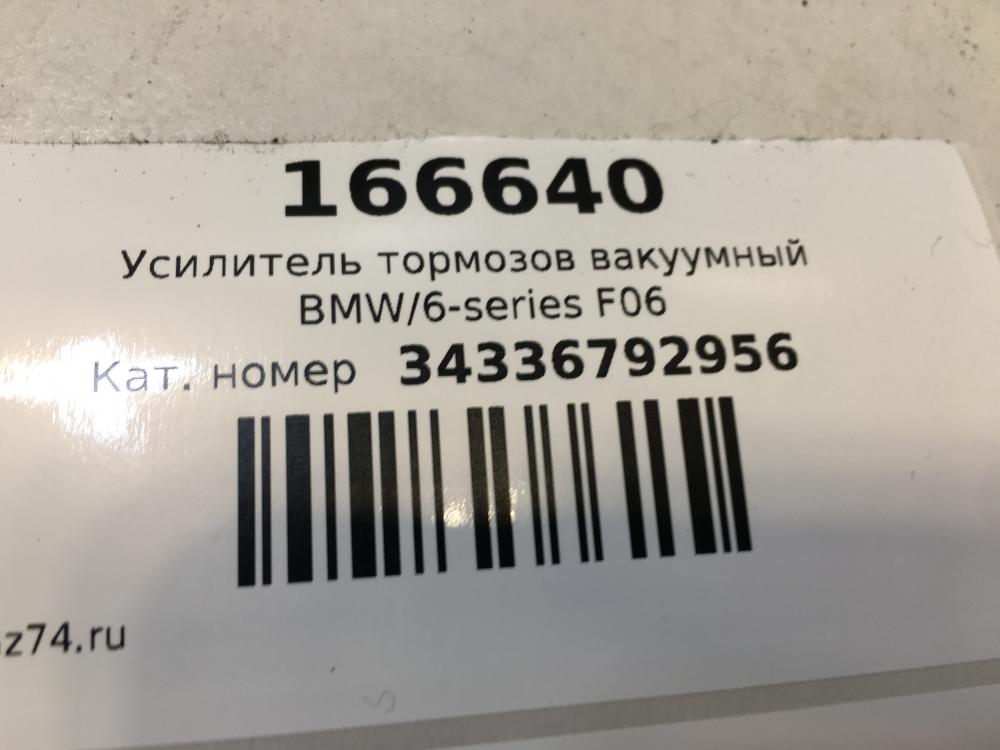 166640
Усилитель тормозов вакуумный
BMW/6-series F06
Кат. номер 34336792956
z74.ru